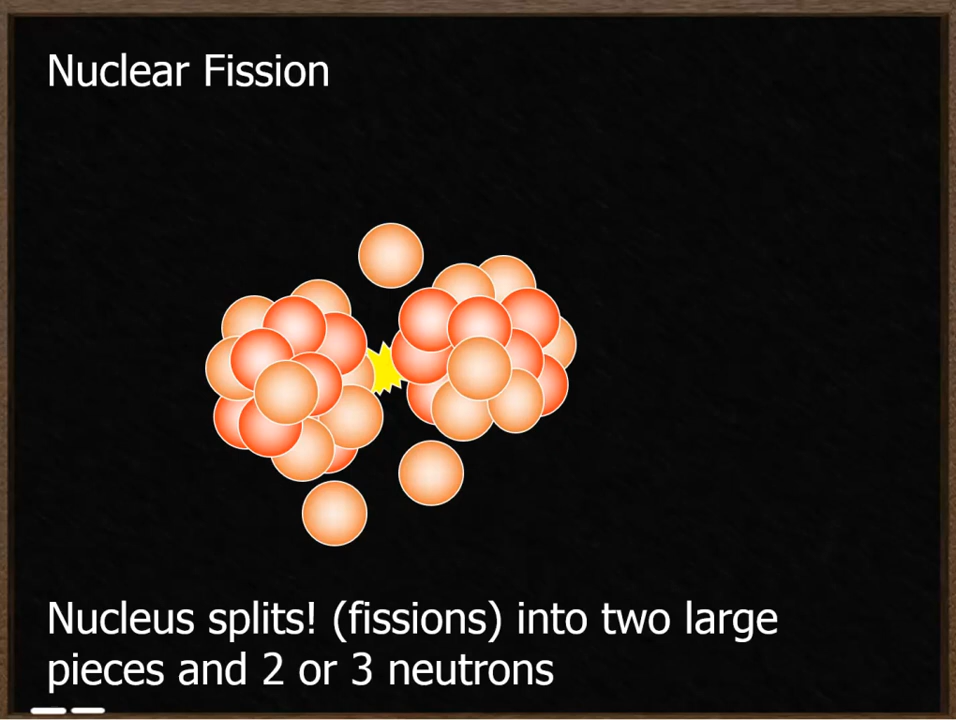 Nuclear Fission
Nucleus splits! (fissions) into two large
pieces and 2 or 3 neutrons